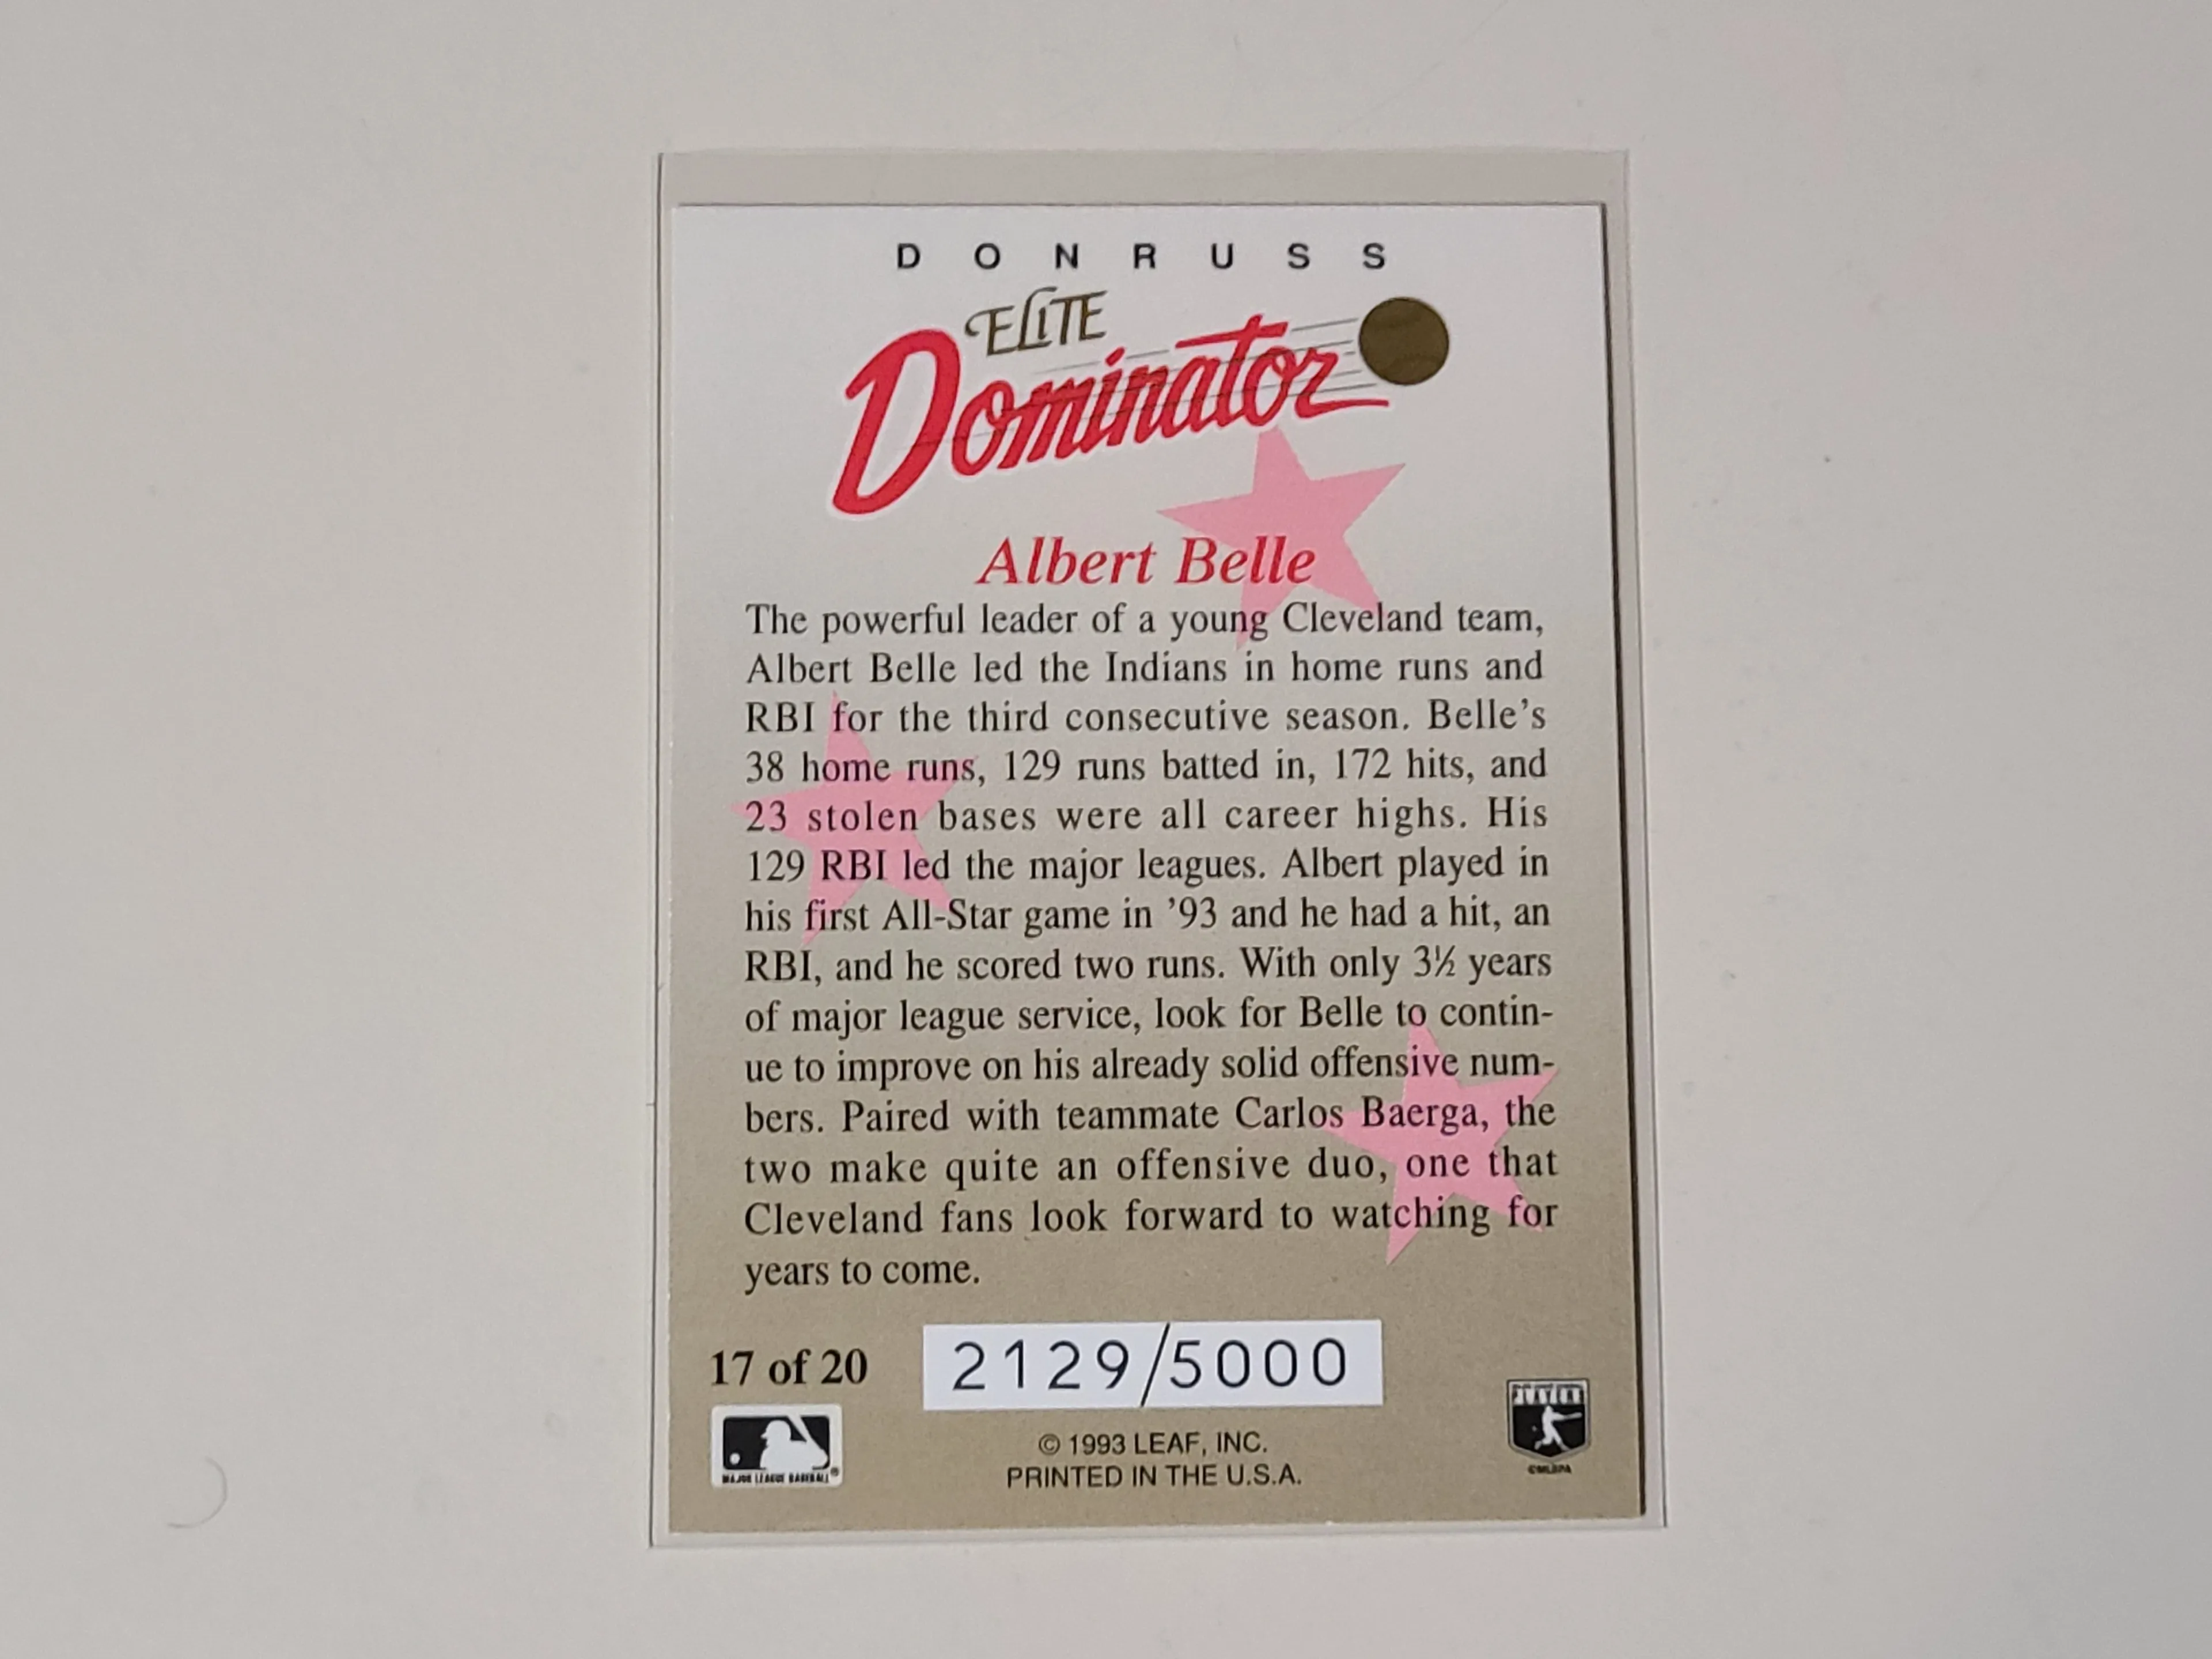 DONRUSS
ELITE
Dominator
Albert Belle
The powerful leader of a young Cleveland team,
Albert Belle led the Indians in home runs and
RBI for the third consecutive season. Belle's
38 home runs, 129 runs batted in, 172 hits, and
23 stolen bases were all career highs. His
129 RBI led the major leagues. Albert played in
his first All-Star game in '93 and he had a hit, an
RBI, and he scored two runs. With only 3½ years
of major league service, look for Belle to contin-
ue to improve on his already solid offensive num-
bers. Paired with teammate Carlos Baerga, the
two make quite an offensive duo, one that
Cleveland fans look forward to watching for
years to come.
17 of 20
2129/5000
MAJOR LEAGUE BASEBALL®
© 1993 LEAF, INC.
PRINTED IN THE U.S.A.
PLAYERS
©MLBPA